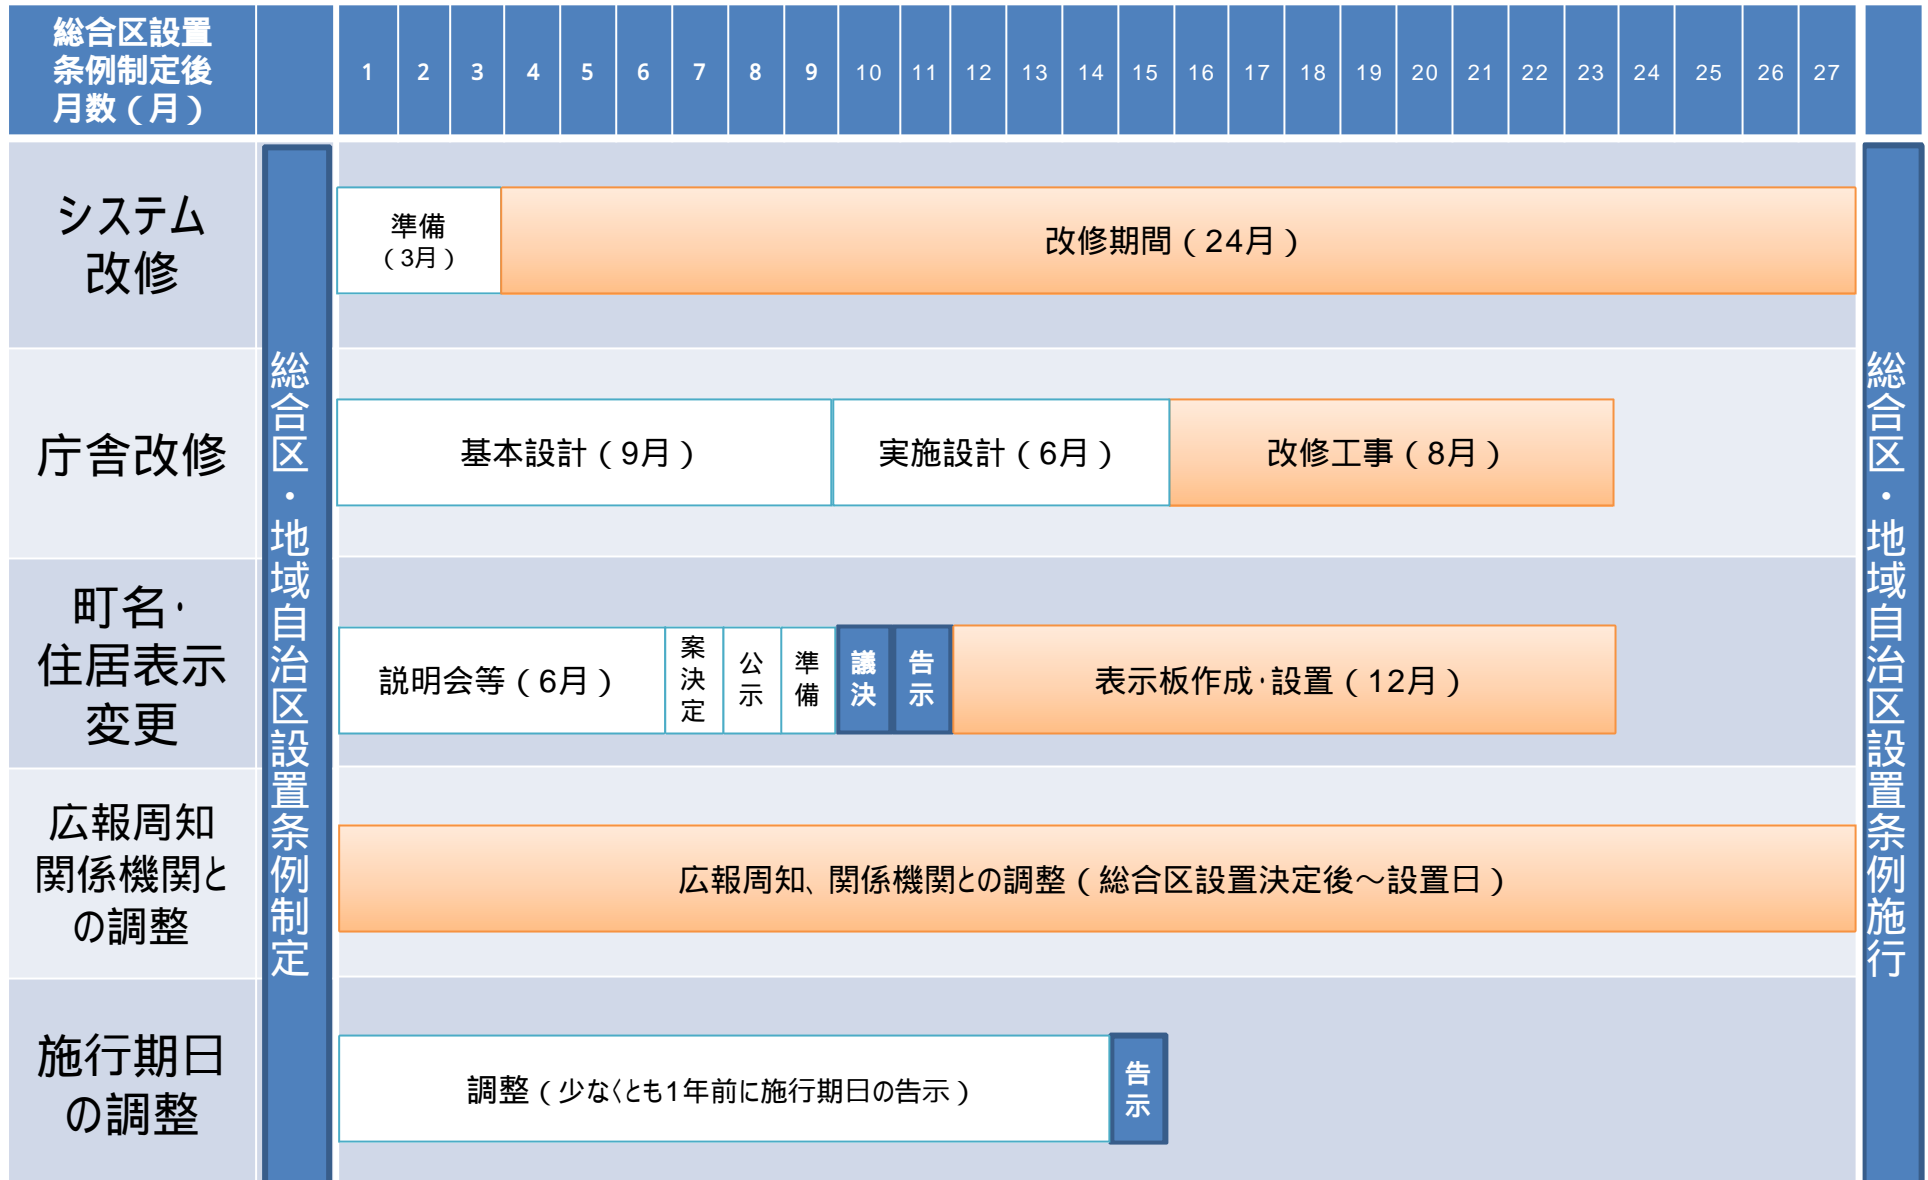 総合区設置
条例制定後
月数（月）
1 2 3 4 5 6 7 8 9 10 11 12 13 14 15 16 17 18 19 20 21 22 23 24 25 26 27
総合区・地域自治区設置条例制定
システム
改修
準備
（3月）
改修期間（24月）
庁舎改修
基本設計（9月）
実施設計（6月）
改修工事（8月）
町名・
住居表示
変更
説明会等（6月）
案決定
公示
準備
議決
告示
表示板作成・設置（12月）
広報周知
関係機関と
の調整
広報周知、関係機関との調整（総合区設置決定後～設置日）
施行期日
の調整
調整（少なくとも1年前に施行期日の告示）
告示
総合区・地域自治区設置条例施行